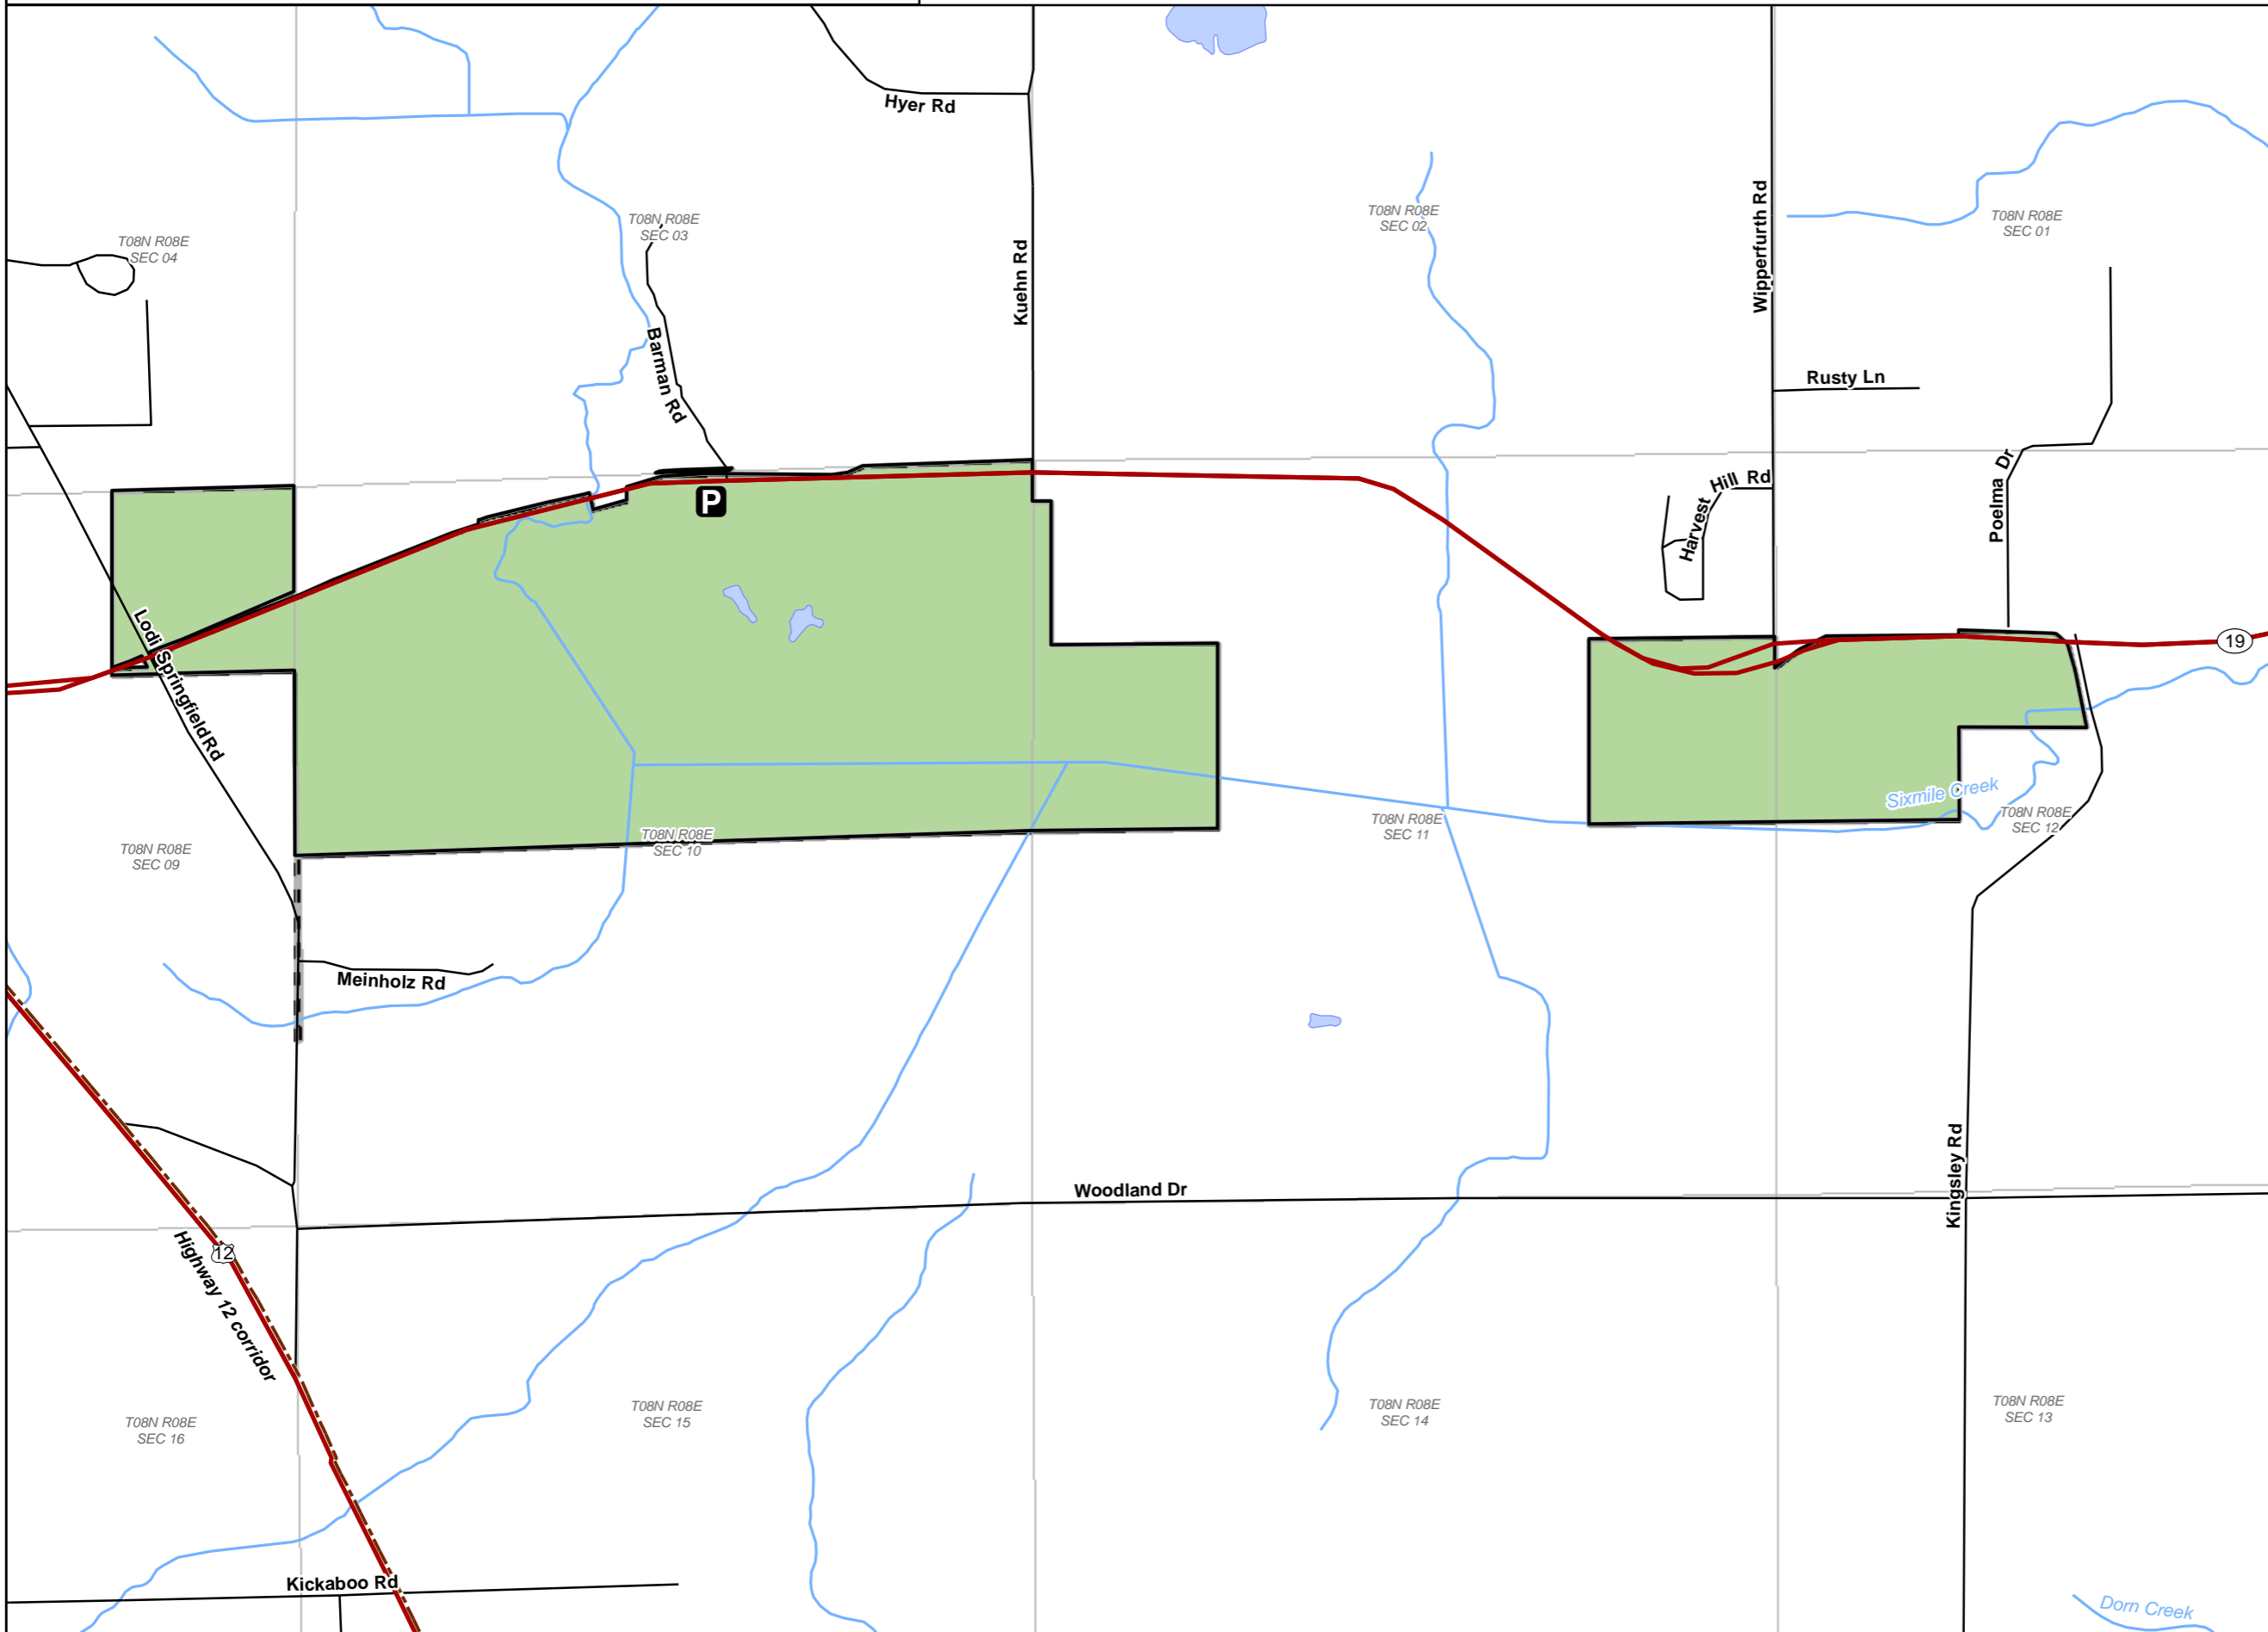 Hyer Rd
T08N R08E
SEC 04
T08N R08E
SEC 03
T08N R08E
SEC 02
T08N R08E
SEC 01
Kuehn Rd
Wipperfurth Rd
Barman Rd
Rusty Ln
Harvest Hill Rd
Poelma Dr
P
19
Lodi Springfield Rd
Sixmile Creek
T08N R08E
SEC 09
T08N R08E
SEC 10
T08N R08E
SEC 11
T08N R08E
SEC 12
Meinholz Rd
Woodland Dr
Kingsley Rd
12
Highway 12 corridor
T08N R08E
SEC 16
T08N R08E
SEC 15
T08N R08E
SEC 14
T08N R08E
SEC 13
Kickaboo Rd
Dorn Creek